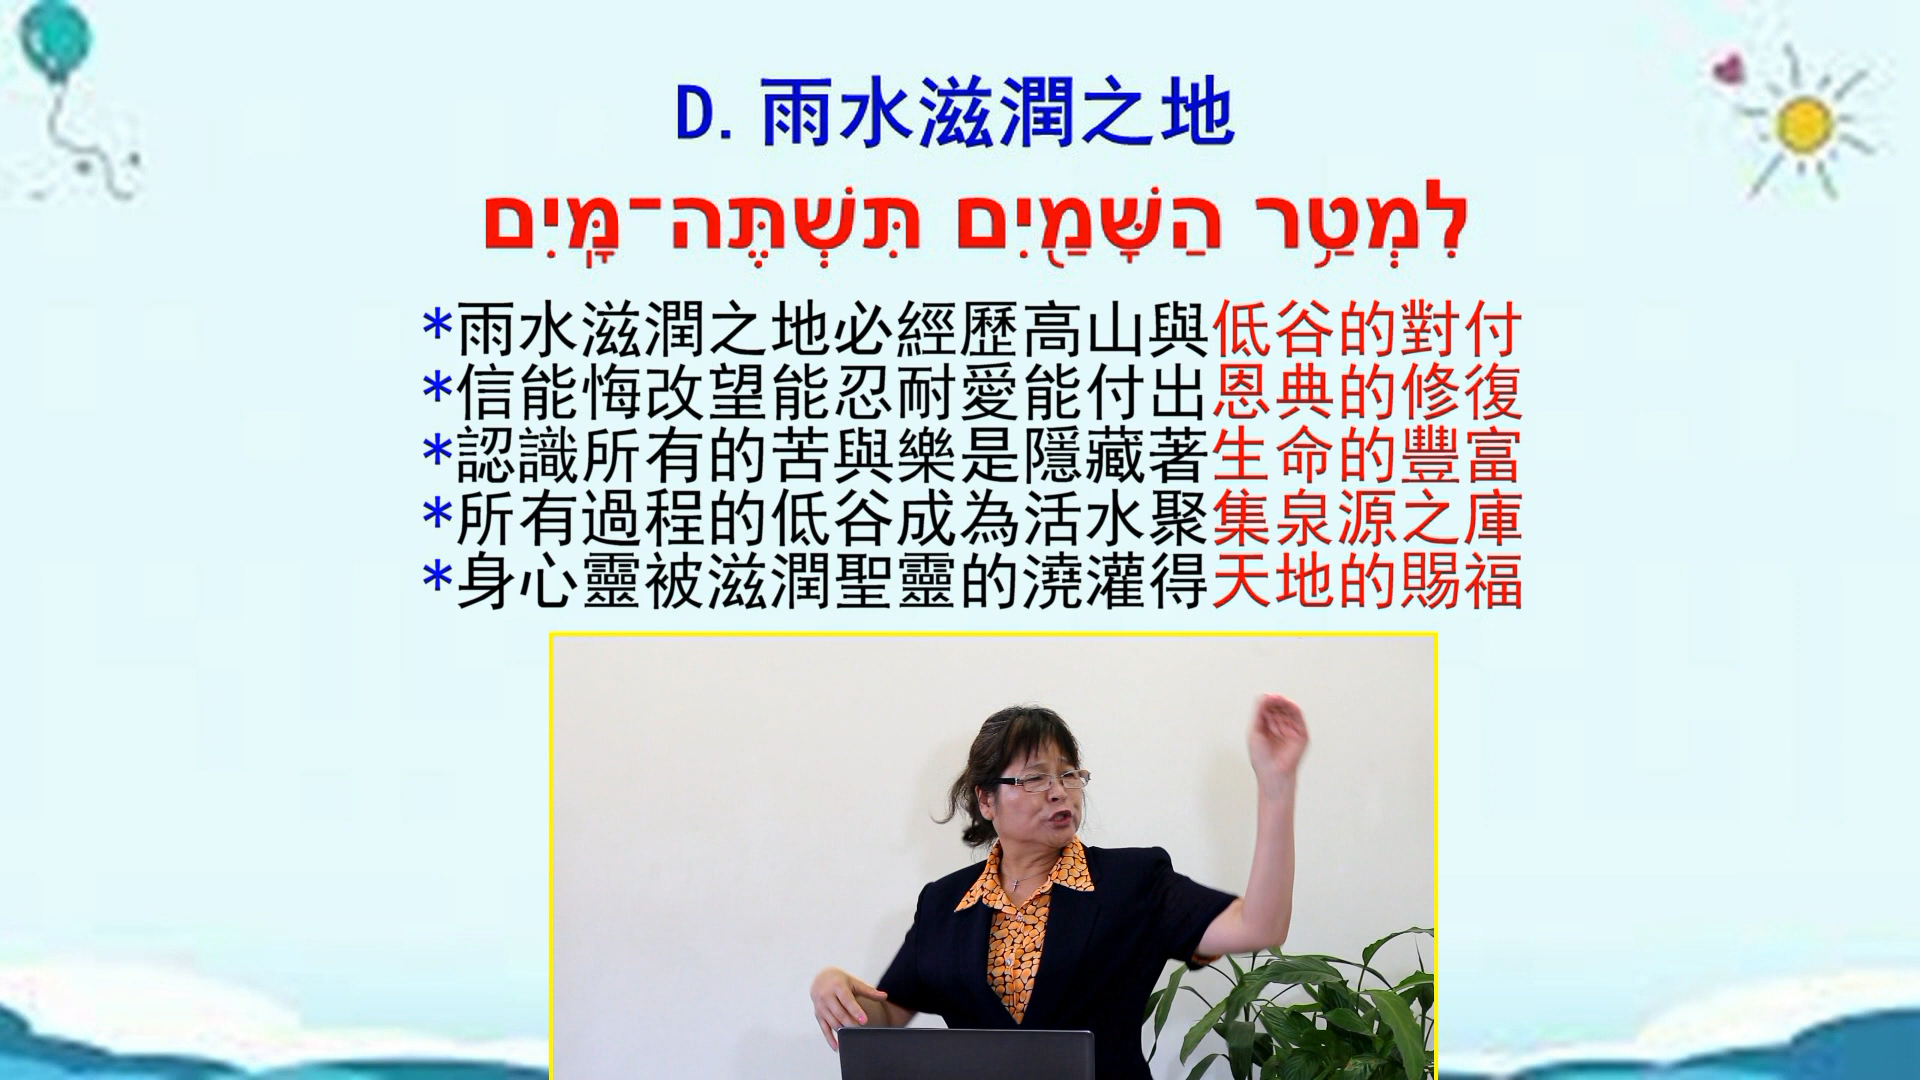 D.雨水滋潤之地
לִמְטַ֥ר הַשָּׁמַ֖יִם תִּשְׁתֶּה־מָּֽיִם
*雨水滋潤之地必經歷高山與低谷的對付
*信能悔改望能忍耐愛能付出恩典的修復
*認識所有的苦與樂是隱藏著生命的豐富
*所有過程的低谷成為活水聚集泉源之庫
*身心靈被滋潤聖靈的澆灌得天地的賜福